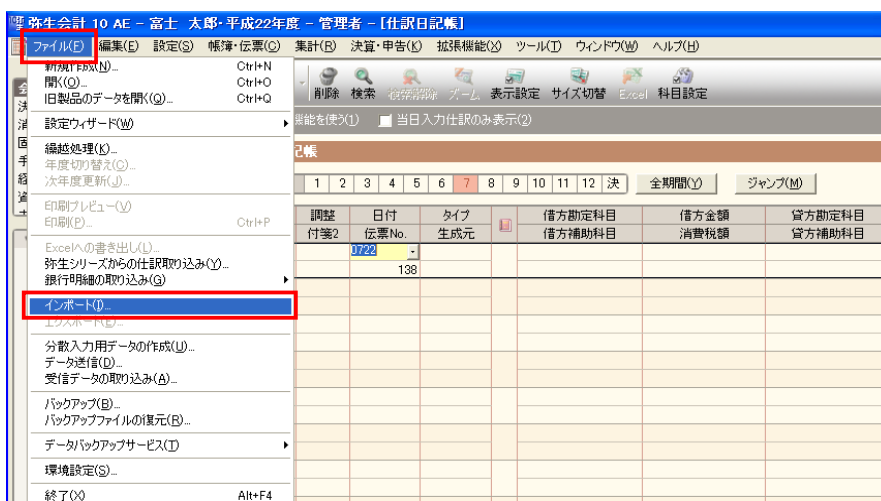 弥生会計 10 AE - 富士 太郎・平成22年度 - 管理者 - [仕訳日記帳]
ファイル(F) 編集(E) 設定(S) 帳簿・伝票(C) 集計(R) 決算・申告(K) 拡張機能(X) ツール(T) ウィンドウ(W) ヘルプ(H)
新規作成(N)... Ctrl+N
開く(O)... Ctrl+O
旧製品のデータを開く(Q)... Ctrl+Q
削除 検索 検索解除 ズーム 表示設定 サイズ切替 Excel 科目設定
設定ウィザード(W)
機能を使う(1) 当日入力仕訳のみ表示(2)
繰越処理(K)...
年度切り替え(C)...
次年度更新(J)...
記帳
1 2 3 4 5 6 7 8 9 10 11 12 決 全期間(Y) ジャンプ(M)
印刷プレビュー(V)
印刷(P)... Ctrl+P
調整 日付 タイプ 借方勘定科目 借方金額 貸方勘定科目
付箋2 伝票No. 生成元 借方補助科目 消費税額 貸方補助科目
Excelへの書き出し(L)...
弥生シリーズからの仕訳取り込み(Y)...
銀行明細の取り込み(G)
0722
138
インポート(I)...
エクスポート(E)...
分散入力用データの作成(U)...
データ送信(D)...
受信データの取り込み(A)...
バックアップ(B)...
バックアップファイルの復元(R)...
データバックアップサービス(T)
環境設定(S)...
終了(X) Alt+F4